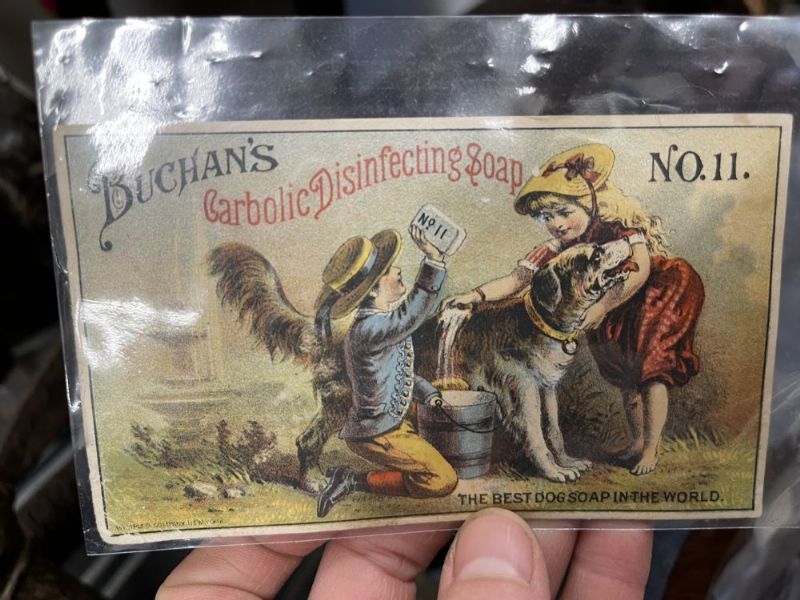 BUCHAN'S
Carbolic Disinfecting Soap
NO. 11.
No 11
THE BEST DOG SOAP IN THE WORLD.